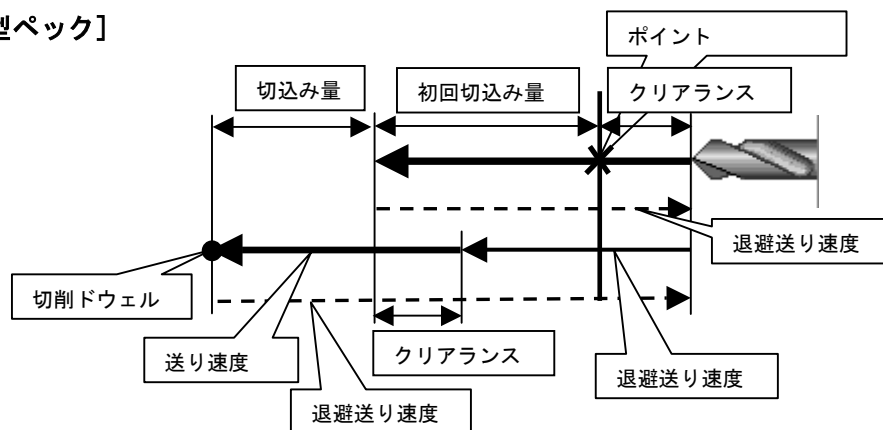 型ペック]
ポイント
切込み量
初回切込み量
クリアランス
退避送り速度
切削ドウェル
送り速度
クリアランス
退避送り速度
退避送り速度